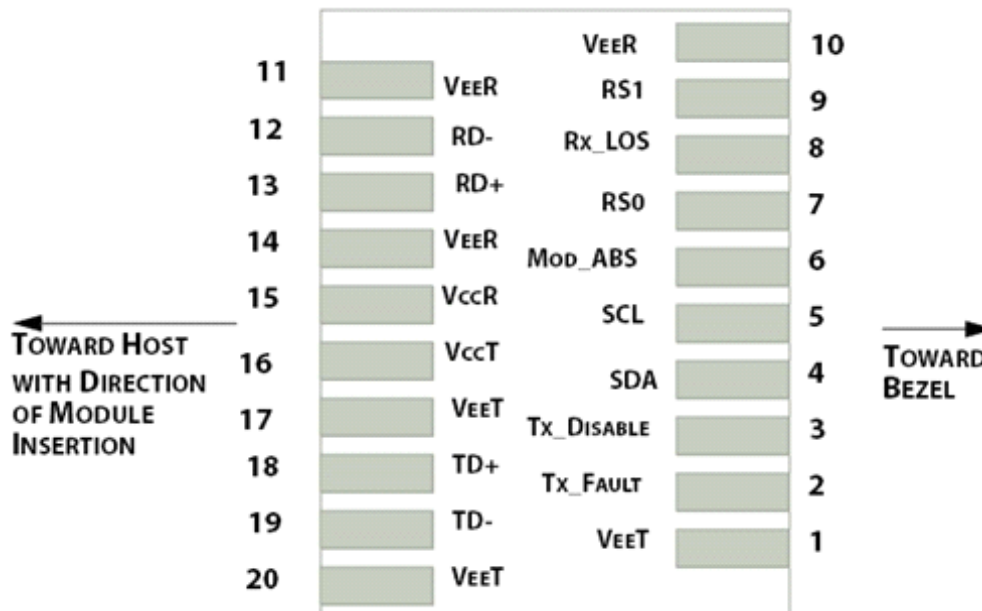 11 VEER
12 RD-
13 RD+
14 VEER
15 VCCR
16 VCCT
17 VEET
18 TD+
19 TD-
20 VEET
VEER 10
RS1 9
RX_LOS 8
RS0 7
MOD_ABS 6
SCL 5
SDA 4
TX_DISABLE 3
TX_FAULT 2
VEET 1
TOWARD HOST
WITH DIRECTION
OF MODULE
INSERTION
TOWARD
BEZEL